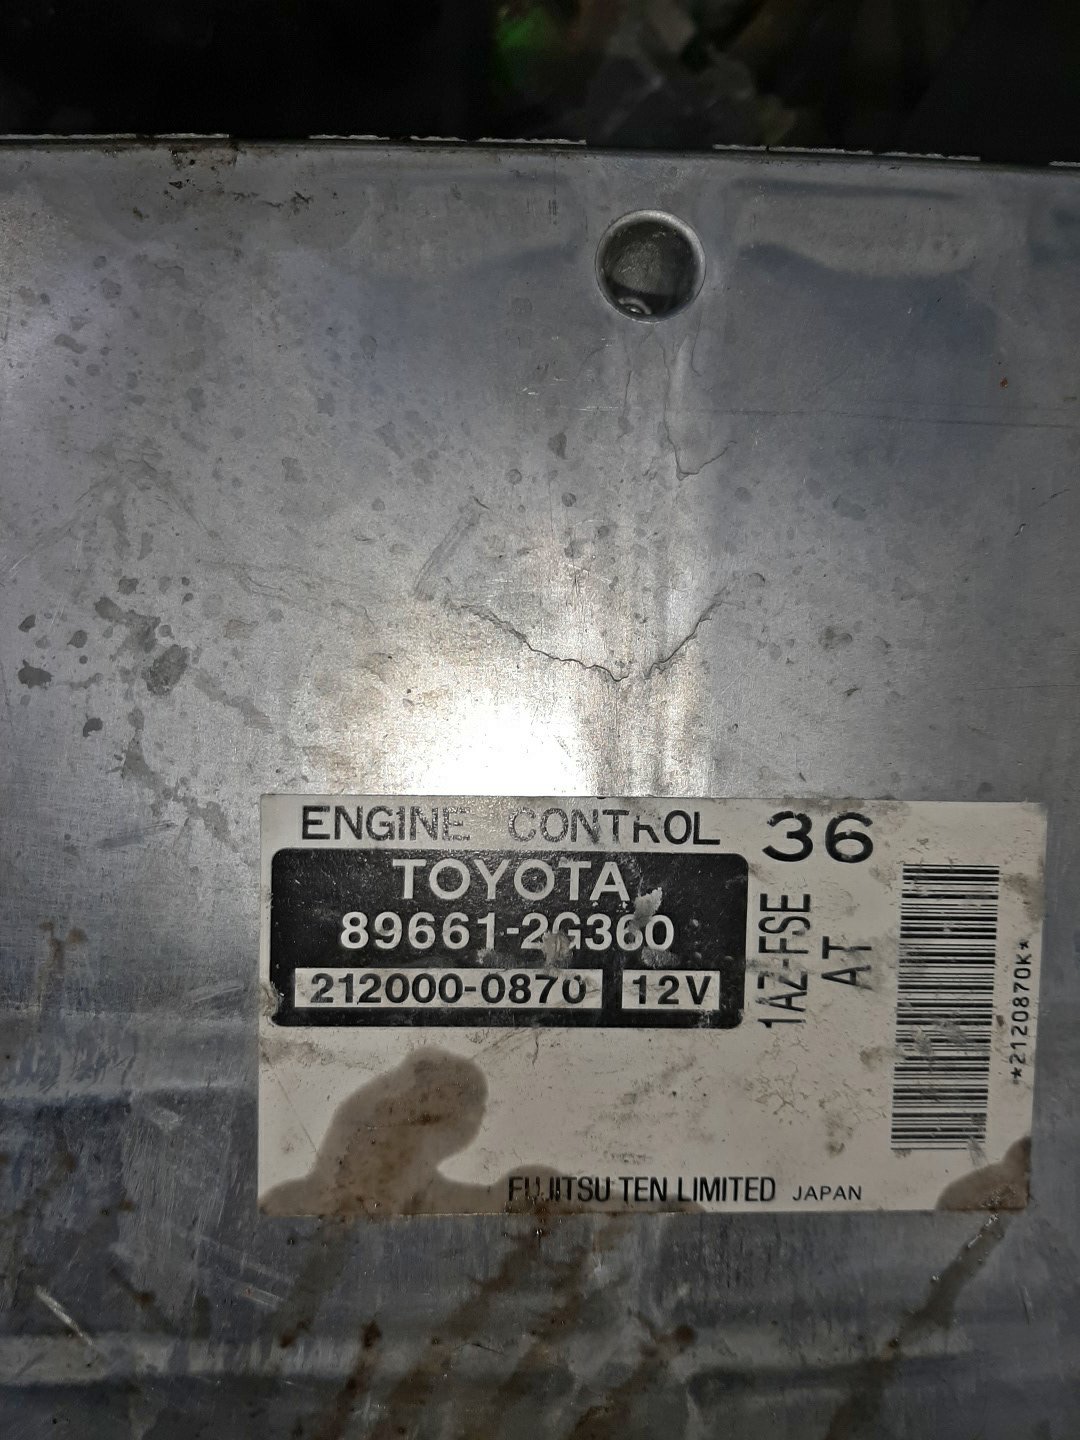 ENGINE CONTROL 36
TOYOTA
89661-2G360
212000-0870 12V
1AZ-FSE
AT
*2120870K*
FUJITSU TEN LIMITED JAPAN